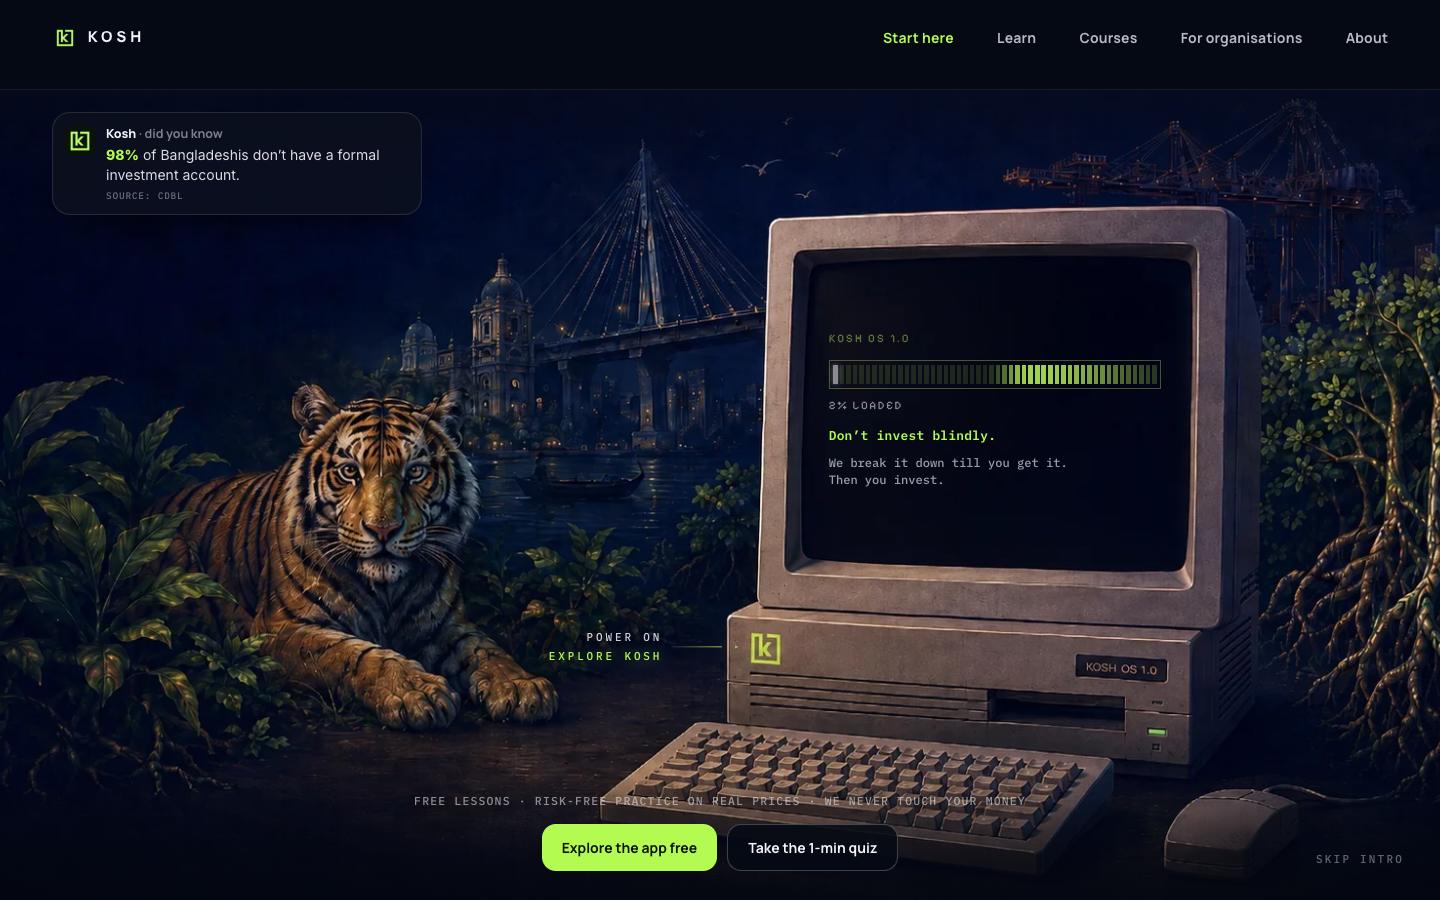 KOSH
Start here
Learn
Courses
For organisations
About
Kosh · did you know
98% of Bangladeshis don’t have a formal
investment account.
SOURCE: CDBL
KOSH OS 1.0
2% LOADED
Don’t invest blindly.
We break it down till you get it.
Then you invest.
POWER ON
EXPLORE KOSH
KOSH OS 1.0
FREE LESSONS · RISK-FREE PRACTICE ON REAL PRICES · WE NEVER TOUCH YOUR MONEY
Explore the app free
Take the 1-min quiz
SKIP INTRO